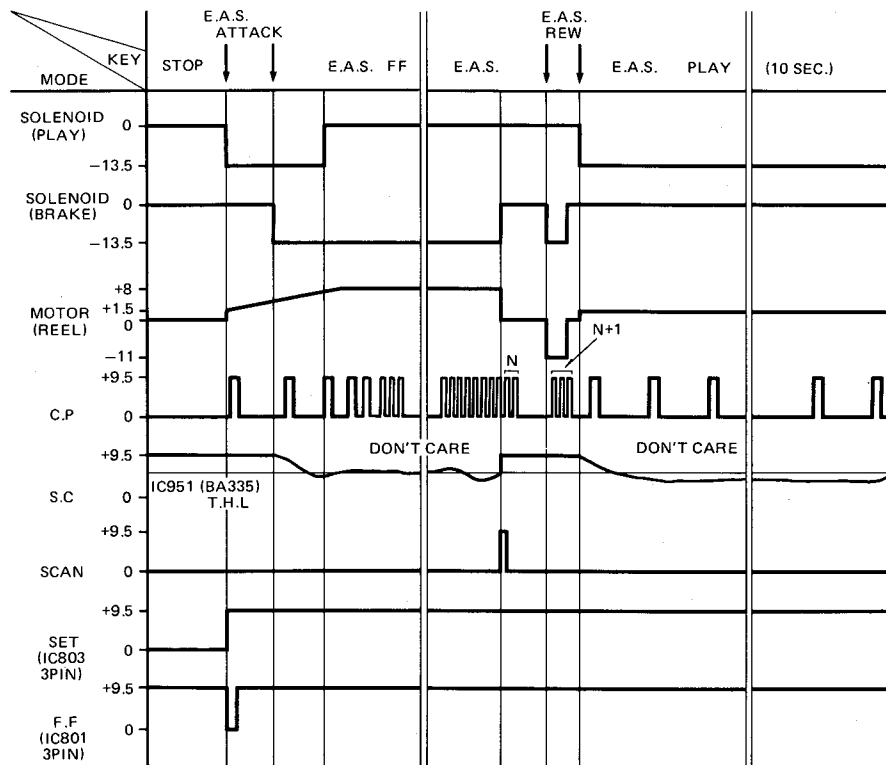 E.A.S. ATTACK
E.A.S. REW
KEY
MODE
STOP
E.A.S. FF
E.A.S.
E.A.S. PLAY (10 SEC.)
SOLENOID
(PLAY)
0
−13.5
SOLENOID
(BRAKE)
0
−13.5
MOTOR
(REEL)
+8
+1.5
0
−11
N+1
N
C.P
+9.5
0
DON'T CARE
DON'T CARE
+9.5
IC951 (BA335)
T.H.L
S.C
0
+9.5
SCAN
0
+9.5
SET
(IC803
3PIN)
0
+9.5
F.F
(IC801
3PIN)
0